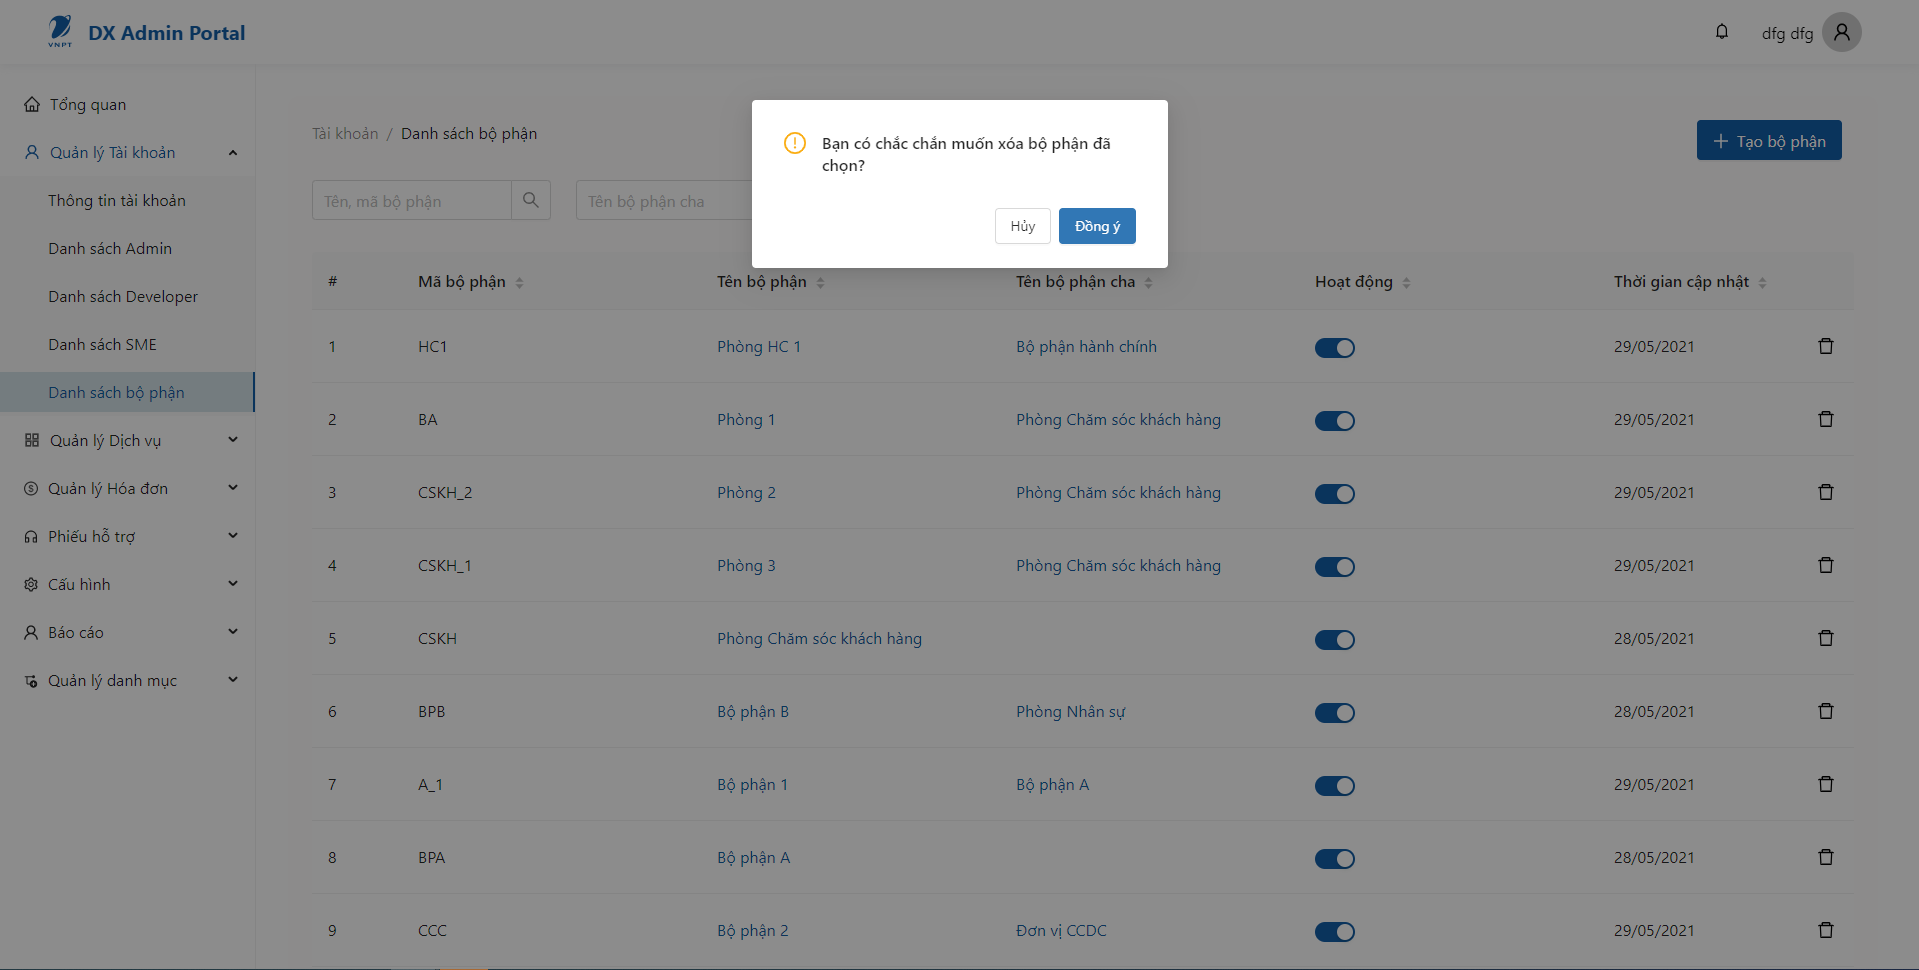 VNPT
DX Admin Portal
dfg dfg
Tổng quan
Quản lý Tài khoản
Thông tin tài khoản
Danh sách Admin
Danh sách Developer
Danh sách SME
Danh sách bộ phận
Quản lý Dịch vụ
Quản lý Hóa đơn
Phiếu hỗ trợ
Cấu hình
Báo cáo
Quản lý danh mục
Tài khoản / Danh sách bộ phận
Tạo bộ phận
Tên, mã bộ phận
Tên bộ phận cha
Bạn có chắc chắn muốn xóa bộ phận đã
chọn?
Hủy Đồng ý
# Mã bộ phận Tên bộ phận Tên bộ phận cha Hoạt động Thời gian cập nhật
1 HC1 Phòng HC 1 Bộ phận hành chính 29/05/2021
2 BA Phòng 1 Phòng Chăm sóc khách hàng 29/05/2021
3 CSKH_2 Phòng 2 Phòng Chăm sóc khách hàng 29/05/2021
4 CSKH_1 Phòng 3 Phòng Chăm sóc khách hàng 29/05/2021
5 CSKH Phòng Chăm sóc khách hàng 28/05/2021
6 BPB Bộ phận B Phòng Nhân sự 28/05/2021
7 A_1 Bộ phận 1 Bộ phận A 29/05/2021
8 BPA Bộ phận A 28/05/2021
9 CCC Bộ phận 2 Đơn vị CCDC 29/05/2021